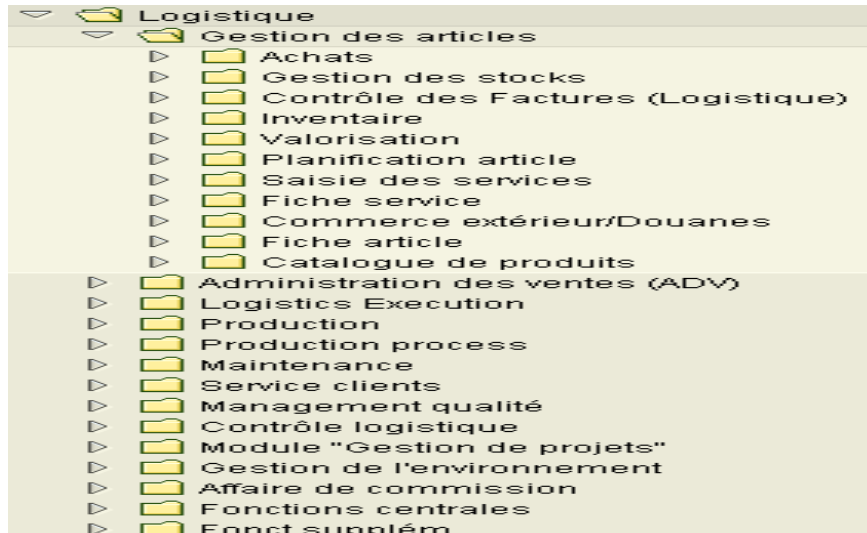 Logistique
Gestion des articles
Achats
Gestion des stocks
Contrôle des Factures (Logistique)
Inventaire
Valorisation
Planification article
Saisie des services
Fiche service
Commerce extérieur/Douanes
Fiche article
Catalogue de produits
Administration des ventes (ADV)
Logistics Execution
Production
Production process
Maintenance
Service clients
Management qualité
Contrôle logistique
Module "Gestion de projets"
Gestion de l'environnement
Affaire de commission
Fonctions centrales
Fonct supplém